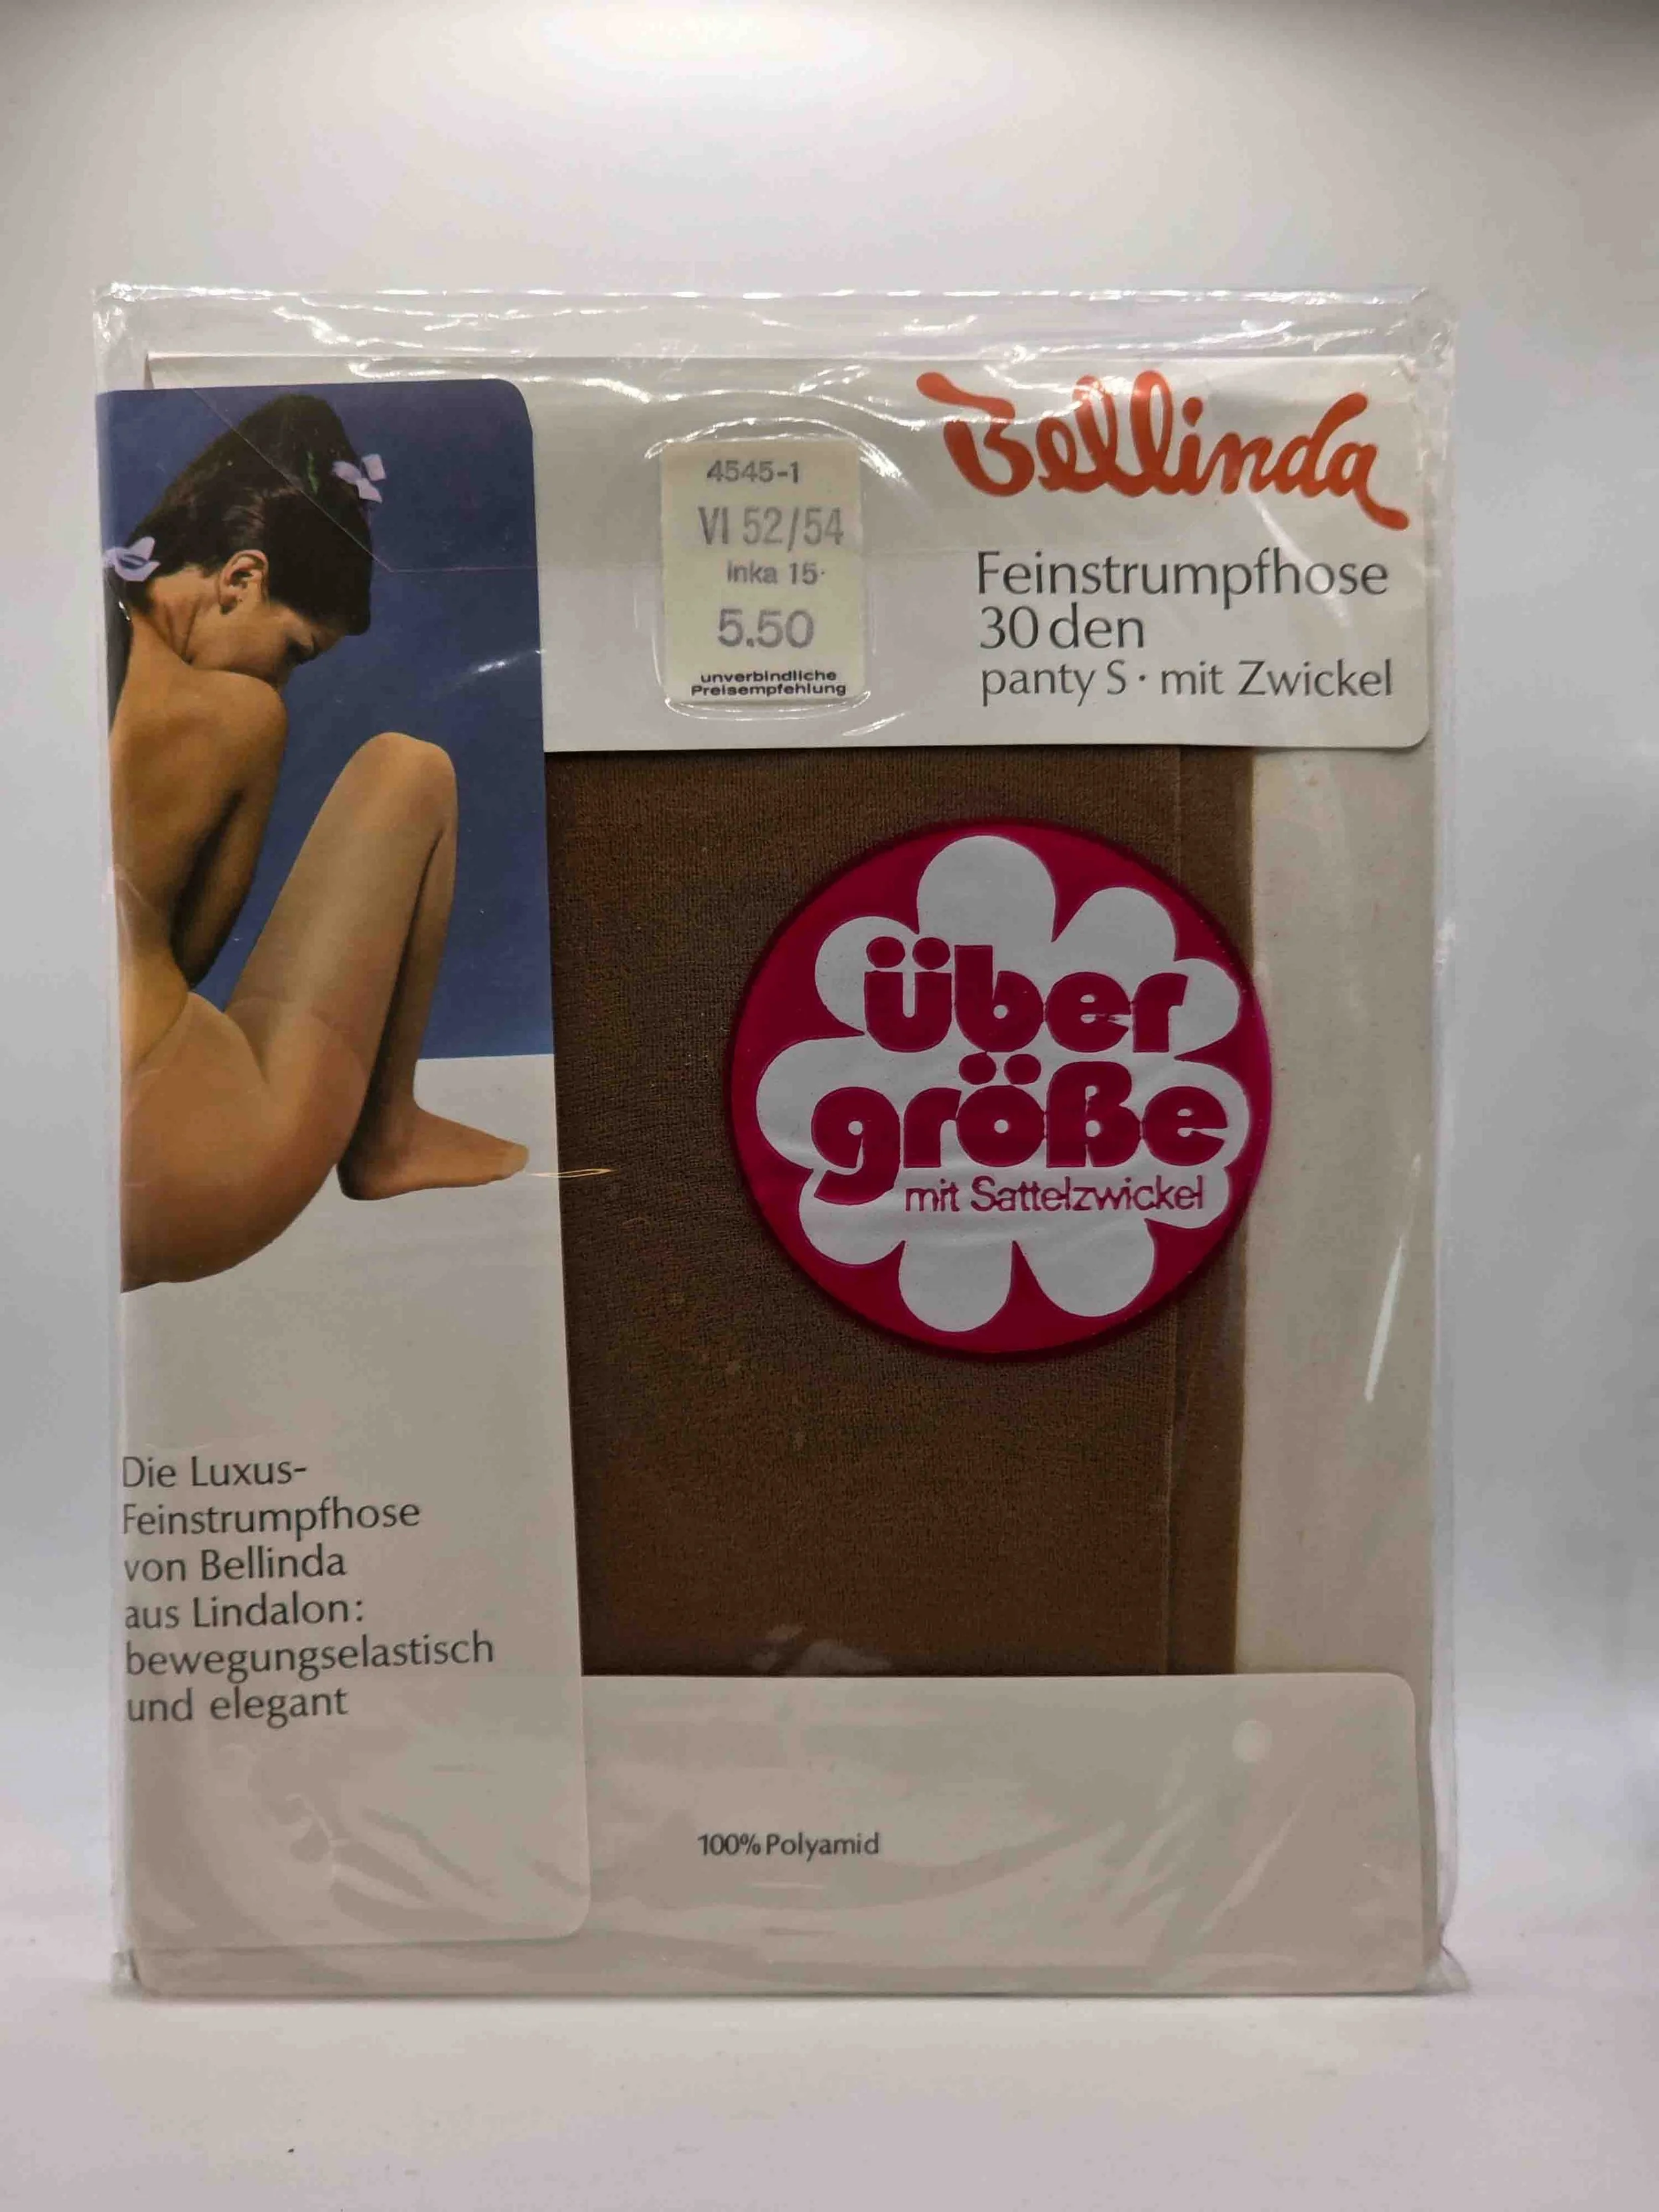 Bellinda
Feinstrumpfhose
30 den
panty S · mit Zwickel
4545-1
VI 52/54
inka 15·
5.50
unverbindliche
Preisempfehlung
über
größe
mit Sattelzwickel
Die Luxus-
Feinstrumpfhose
von Bellinda
aus Lindalon:
bewegungselastisch
und elegant
100% Polyamid